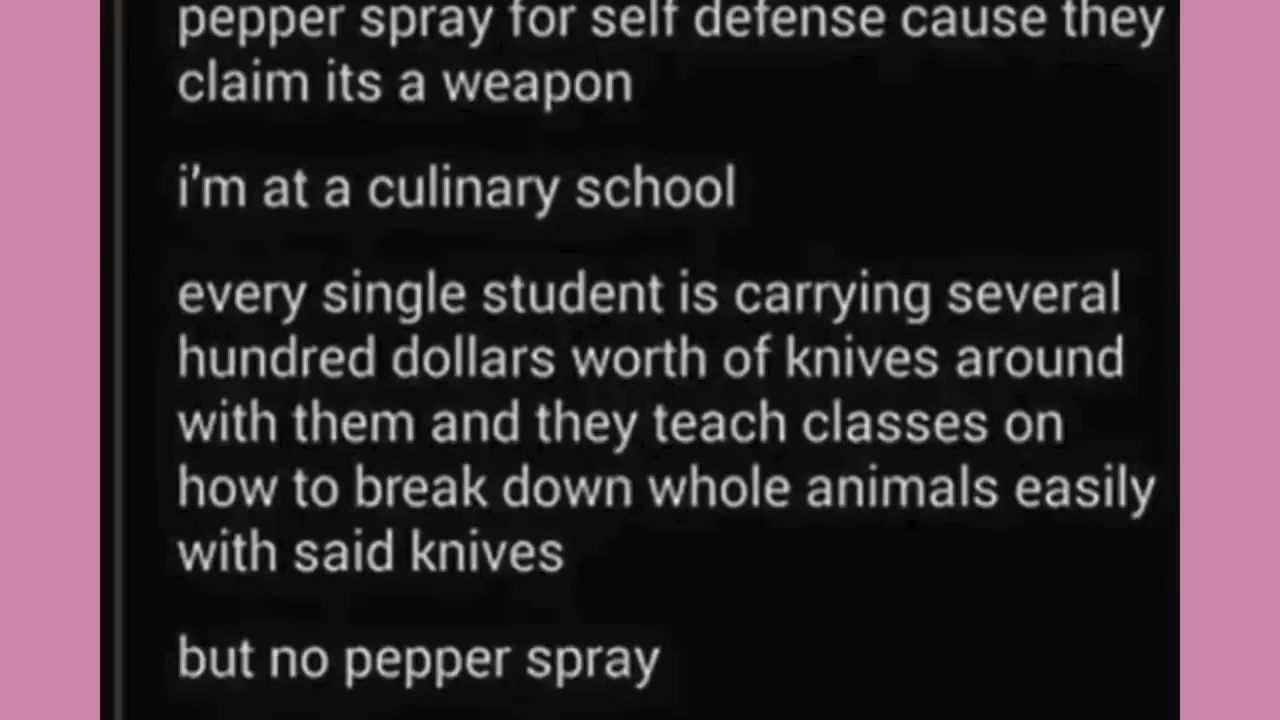 pepper spray for self defense cause they
claim its a weapon
i'm at a culinary school
every single student is carrying several
hundred dollars worth of knives around
with them and they teach classes on
how to break down whole animals easily
with said knives
but no pepper spray